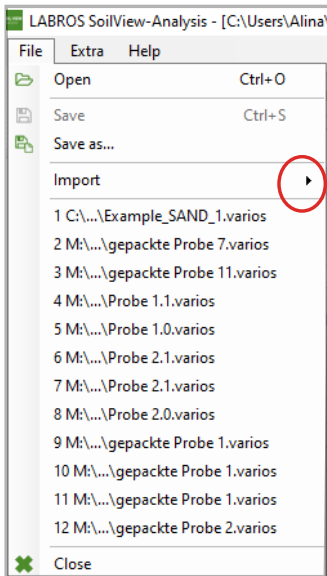 LABROS SoilView-Analysis - [C:\Users\Alina\
File Extra Help
Open Ctrl+O
Save Ctrl+S
Save as...
Import
1 C:\...\Example_SAND_1.varios
2 M:\...\gepackte Probe 7.varios
3 M:\...\gepackte Probe 11.varios
4 M:\...\Probe 1.1.varios
5 M:\...\Probe 1.0.varios
6 M:\...\Probe 2.1.varios
7 M:\...\Probe 2.1.varios
8 M:\...\Probe 2.0.varios
9 M:\...\gepackte Probe 1.varios
10 M:\...\gepackte Probe 1.varios
11 M:\...\gepackte Probe 1.varios
12 M:\...\gepackte Probe 2.varios
Close